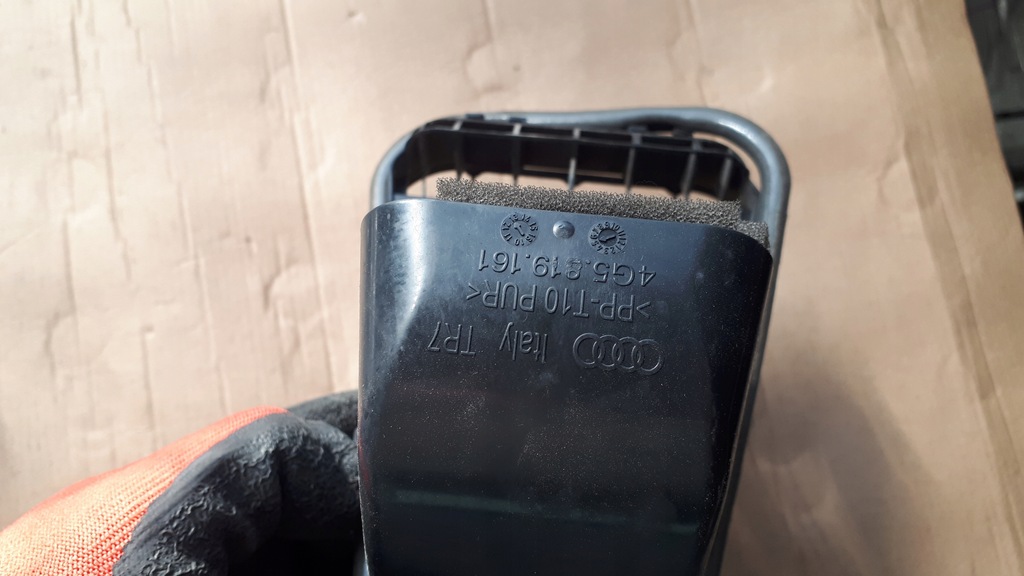 Italy TR7
>PP-T10 PUR<
4G5.819.161